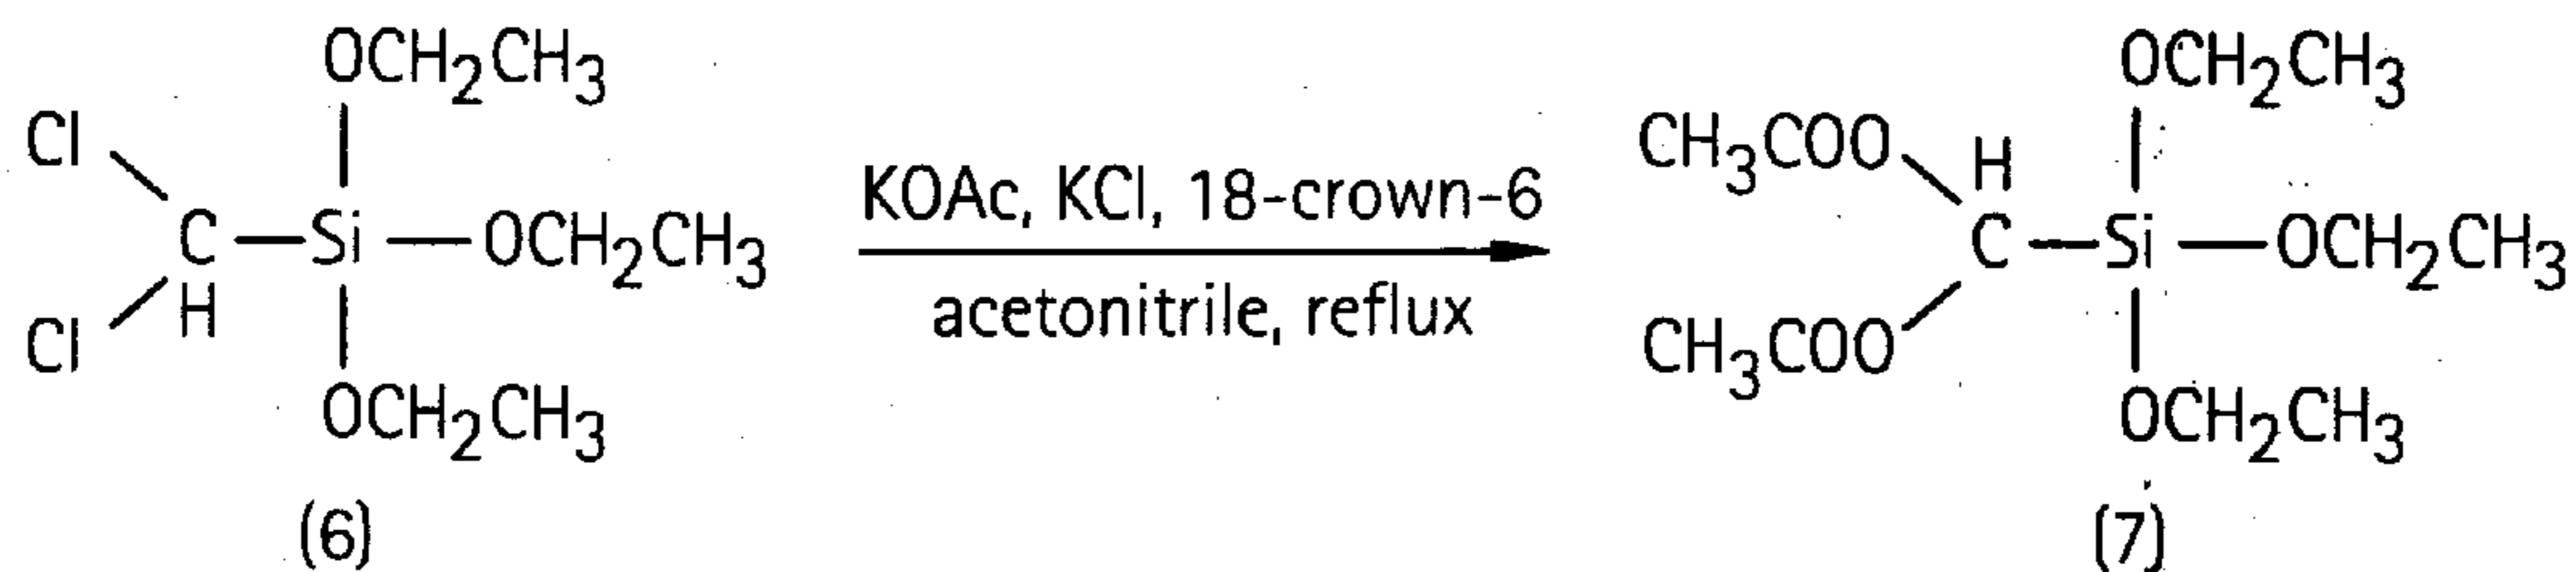 OCH2CH3
Cl
C—Si—OCH2CH3
H
Cl
OCH2CH3
(6)
KOAc, KCl, 18-crown-6
acetonitrile, reflux
OCH2CH3
CH3COO
H
C—Si—OCH2CH3
CH3COO
OCH2CH3
(7)